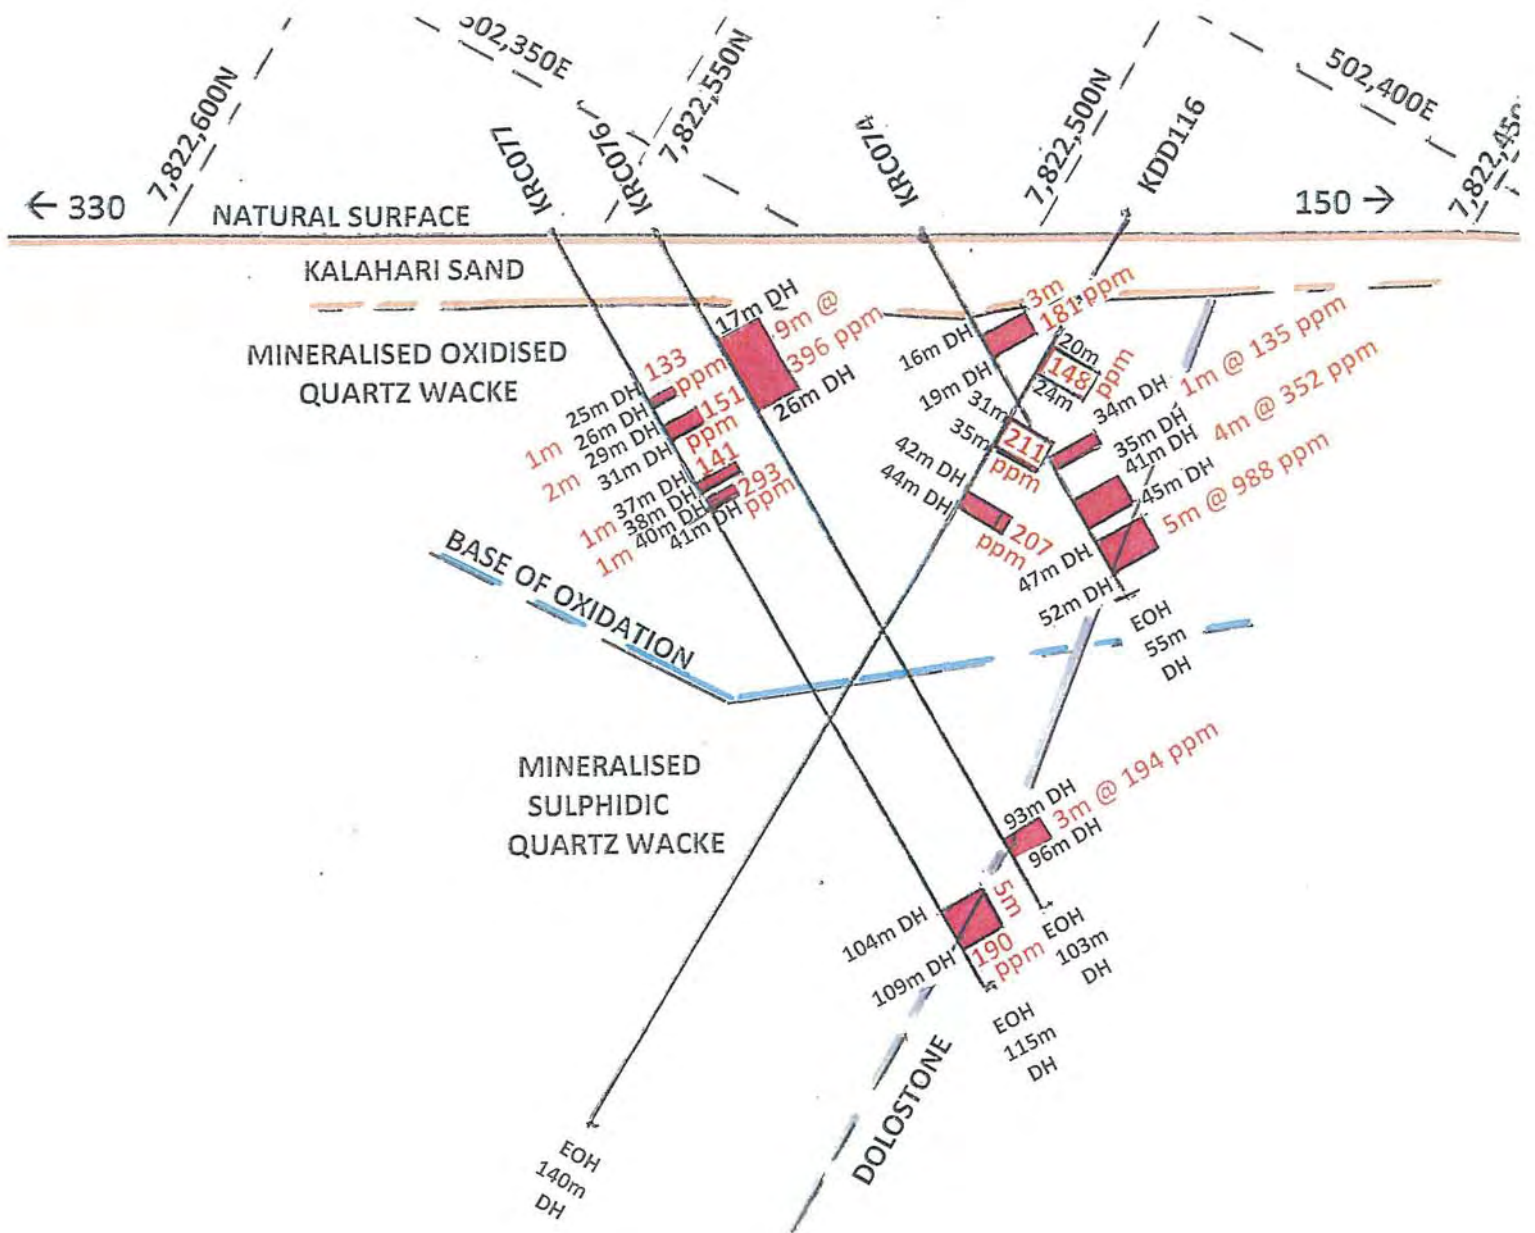 502,350E
7,822,600N
7,822,550N
502,400E
7,822,500N
KRC077
KRC076
KRC074
KDD116
← 330
NATURAL SURFACE
150 →
KALAHARI SAND
MINERALISED OXIDISED
QUARTZ WACKE
17m DH
9m @
396 ppm
26m DH
3m
181 ppm
16m DH
19m DH
20m
148
ppm
24m
31m
211
35m
ppm
42m DH
44m DH
207
ppm
34m DH
1m @ 135 ppm
35m DH
41m DH
4m @ 352 ppm
45m DH
5m @ 988 ppm
47m DH
52m DH
EOH
55m
DH
133
ppm
25m DH
1m
26m DH
151
ppm
29m DH
2m
31m DH
141
37m DH
1m
38m DH
293
ppm
40m DH
1m
41m DH
BASE OF OXIDATION
MINERALISED
SULPHIDIC
QUARTZ WACKE
93m DH
3m @ 194 ppm
96m DH
104m DH
5m
190
ppm
109m DH
EOH
103m
DH
EOH
115m
DH
DOLOSTONE
EOH
140m
DH